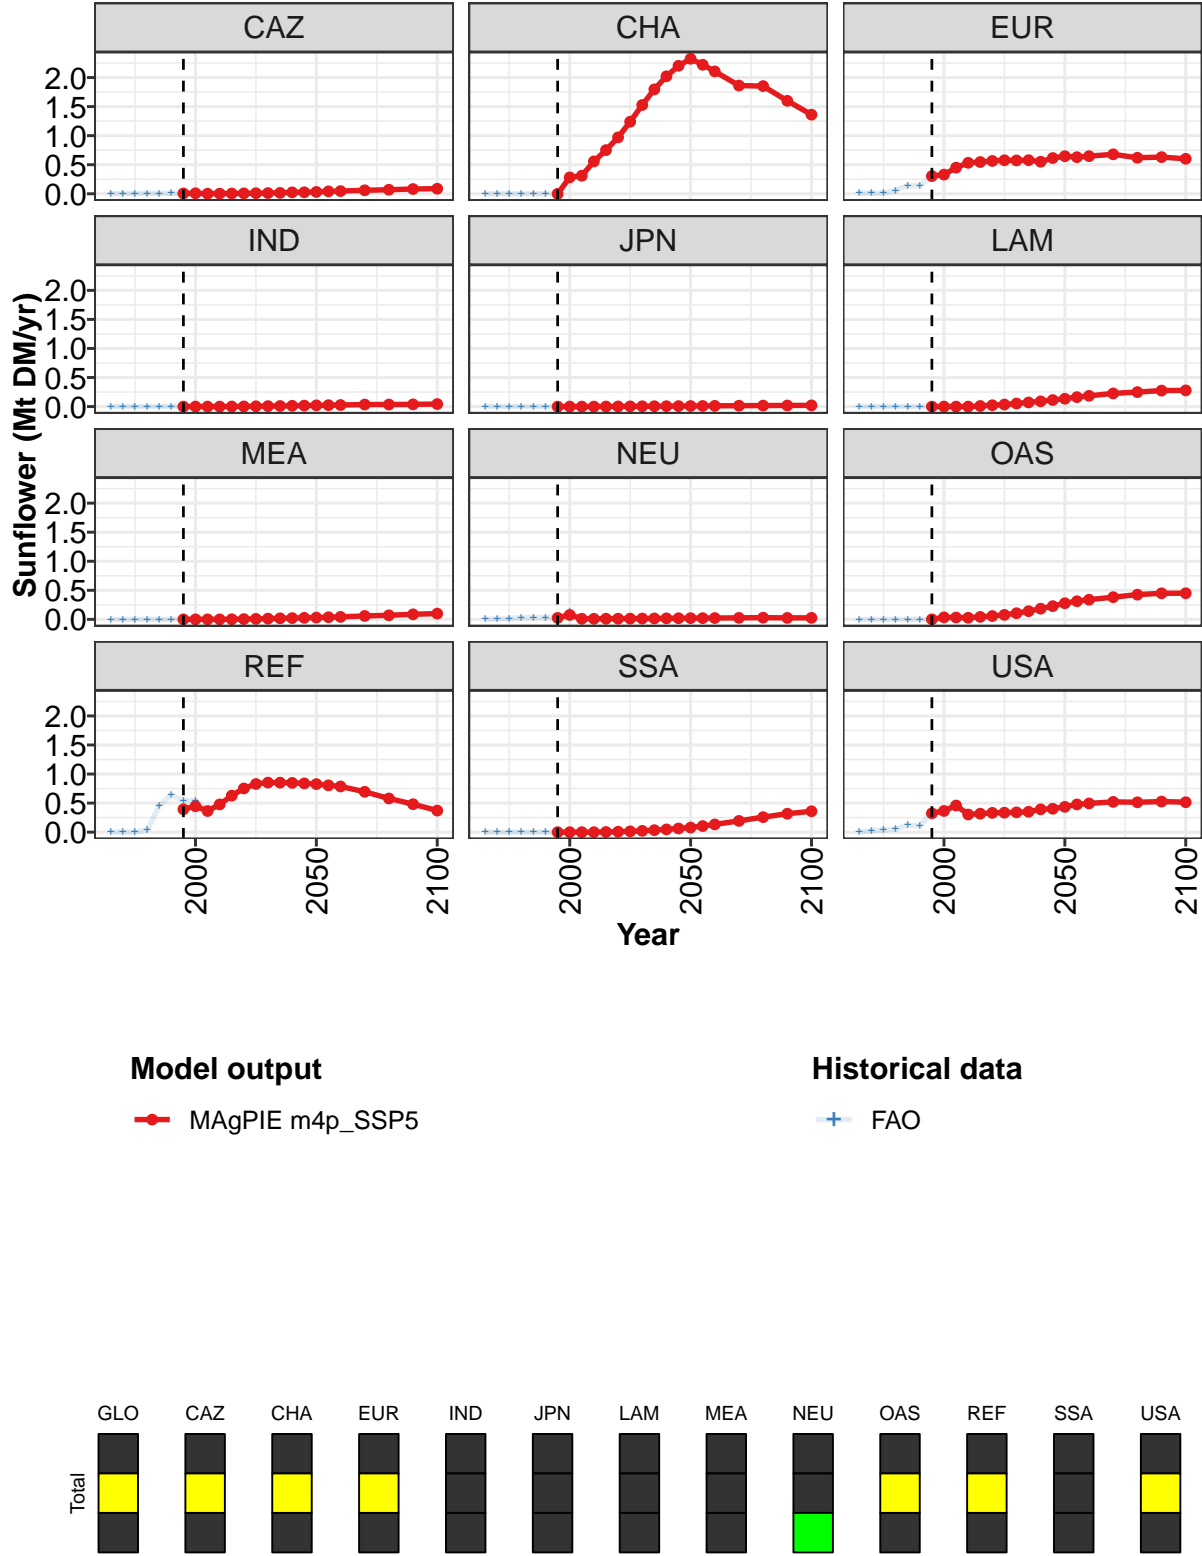 CAZ CHA EUR
2.0
1.5
1.0
0.5
0.0
IND JPN LAM
2.0
1.5
1.0
0.5
0.0
MEA NEU OAS
2.0
1.5
1.0
0.5
0.0
REF SSA USA
2.0
1.5
1.0
0.5
0.0
Sunflower (Mt DM/yr)
2000 2050 2100 2000 2050 2100 2000 2050 2100
Year
Model output Historical data
MAgPIE m4p_SSP5 FAO
GLO CAZ CHA EUR IND JPN LAM MEA NEU OAS REF SSA USA
Total